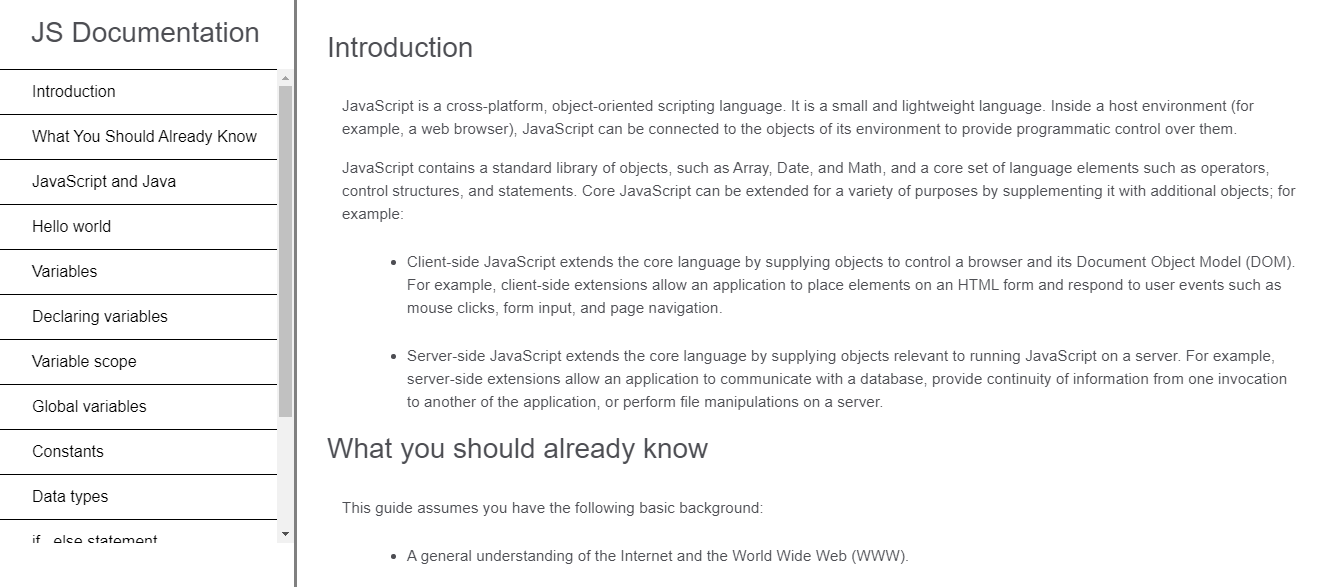 JS Documentation
Introduction
What You Should Already Know
JavaScript and Java
Hello world
Variables
Declaring variables
Variable scope
Global variables
Constants
Data types
if...else statement
Introduction
JavaScript is a cross-platform, object-oriented scripting language. It is a small and lightweight language. Inside a host environment (for
example, a web browser), JavaScript can be connected to the objects of its environment to provide programmatic control over them.
JavaScript contains a standard library of objects, such as Array, Date, and Math, and a core set of language elements such as operators,
control structures, and statements. Core JavaScript can be extended for a variety of purposes by supplementing it with additional objects; for
example:
• Client-side JavaScript extends the core language by supplying objects to control a browser and its Document Object Model (DOM).
For example, client-side extensions allow an application to place elements on an HTML form and respond to user events such as
mouse clicks, form input, and page navigation.
• Server-side JavaScript extends the core language by supplying objects relevant to running JavaScript on a server. For example,
server-side extensions allow an application to communicate with a database, provide continuity of information from one invocation
to another of the application, or perform file manipulations on a server.
What you should already know
This guide assumes you have the following basic background:
• A general understanding of the Internet and the World Wide Web (WWW).